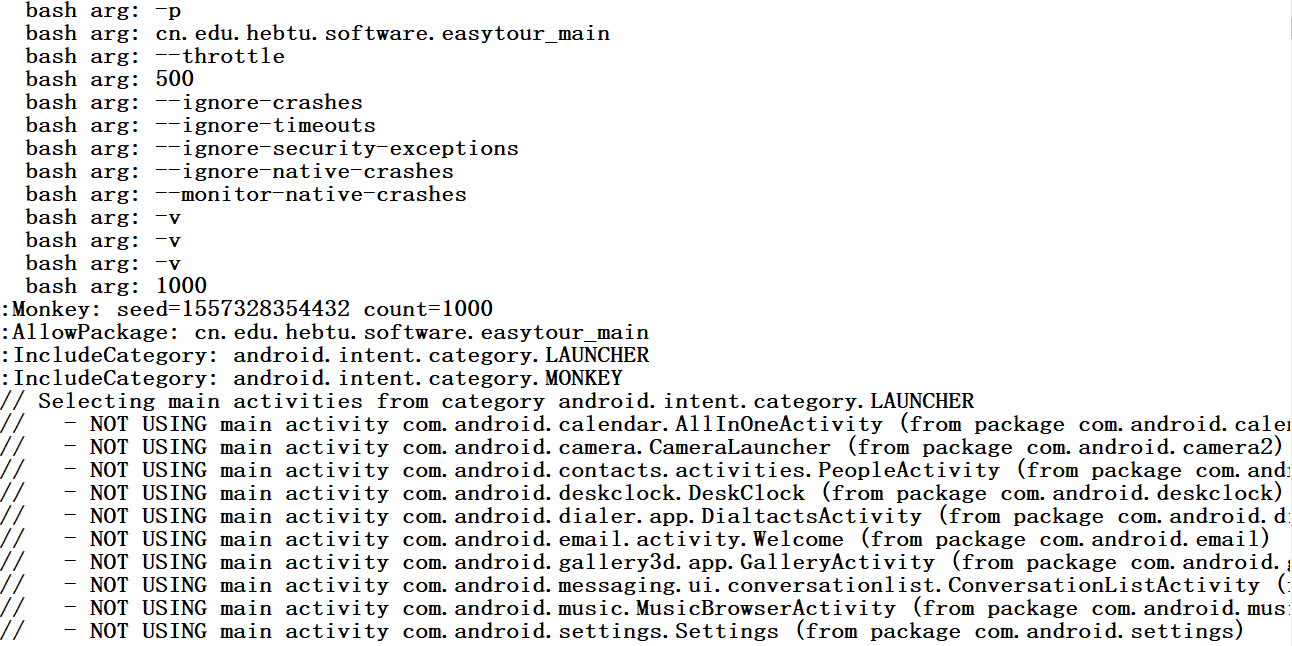 bash arg: -p
bash arg: cn.edu.hebtu.software.easytour_main
bash arg: --throttle
bash arg: 500
bash arg: --ignore-crashes
bash arg: --ignore-timeouts
bash arg: --ignore-security-exceptions
bash arg: --ignore-native-crashes
bash arg: --monitor-native-crashes
bash arg: -v
bash arg: -v
bash arg: -v
bash arg: 1000
:Monkey: seed=1557328354432 count=1000
:AllowPackage: cn.edu.hebtu.software.easytour_main
:IncludeCategory: android.intent.category.LAUNCHER
:IncludeCategory: android.intent.category.MONKEY
// Selecting main activities from category android.intent.category.LAUNCHER
//   - NOT USING main activity com.android.calendar.AllInOneActivity (from package com.android.cale
//   - NOT USING main activity com.android.camera.CameraLauncher (from package com.android.camera2)
//   - NOT USING main activity com.android.contacts.activities.PeopleActivity (from package com.and
//   - NOT USING main activity com.android.deskclock.DeskClock (from package com.android.deskclock)
//   - NOT USING main activity com.android.dialer.app.DialtactsActivity (from package com.android.d
//   - NOT USING main activity com.android.email.activity.Welcome (from package com.android.email)
//   - NOT USING main activity com.android.gallery3d.app.GalleryActivity (from package com.android.
//   - NOT USING main activity com.android.messaging.ui.conversationlist.ConversationListActivity (
//   - NOT USING main activity com.android.music.MusicBrowserActivity (from package com.android.mus
//   - NOT USING main activity com.android.settings.Settings (from package com.android.settings)